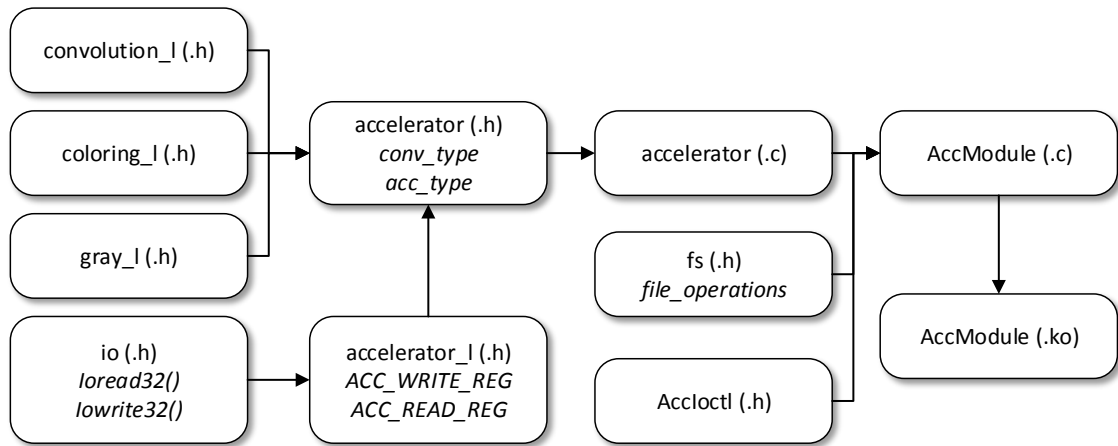 convolution_l (.h)
coloring_l (.h)
gray_l (.h)
io (.h)
Ioread32()
Iowrite32()
accelerator (.h)
conv_type
acc_type
accelerator_l (.h)
ACC_WRITE_REG
ACC_READ_REG
accelerator (.c)
fs (.h)
file_operations
AccIoctl (.h)
AccModule (.c)
AccModule (.ko)